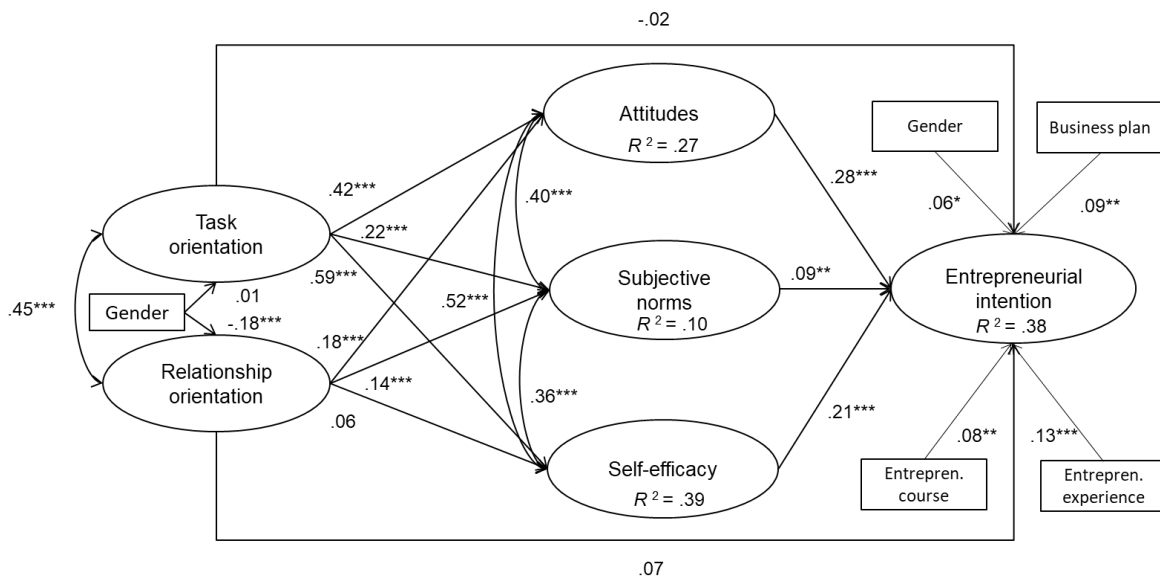 -.02
Attitudes
R² = .27
Gender
Business plan
.42***
.40***
.28***
.06*
.09**
Task
orientation
.22***
.59***
Subjective
norms
R² = .10
.09**
Entrepreneurial
intention
R² = .38
.45***
Gender
.01
-.18***
.52***
.18***
Relationship
orientation
.14***
.36***
.06
.21***
.08**
.13***
Self-efficacy
R² = .39
Entrepren.
course
Entrepren.
experience
.07